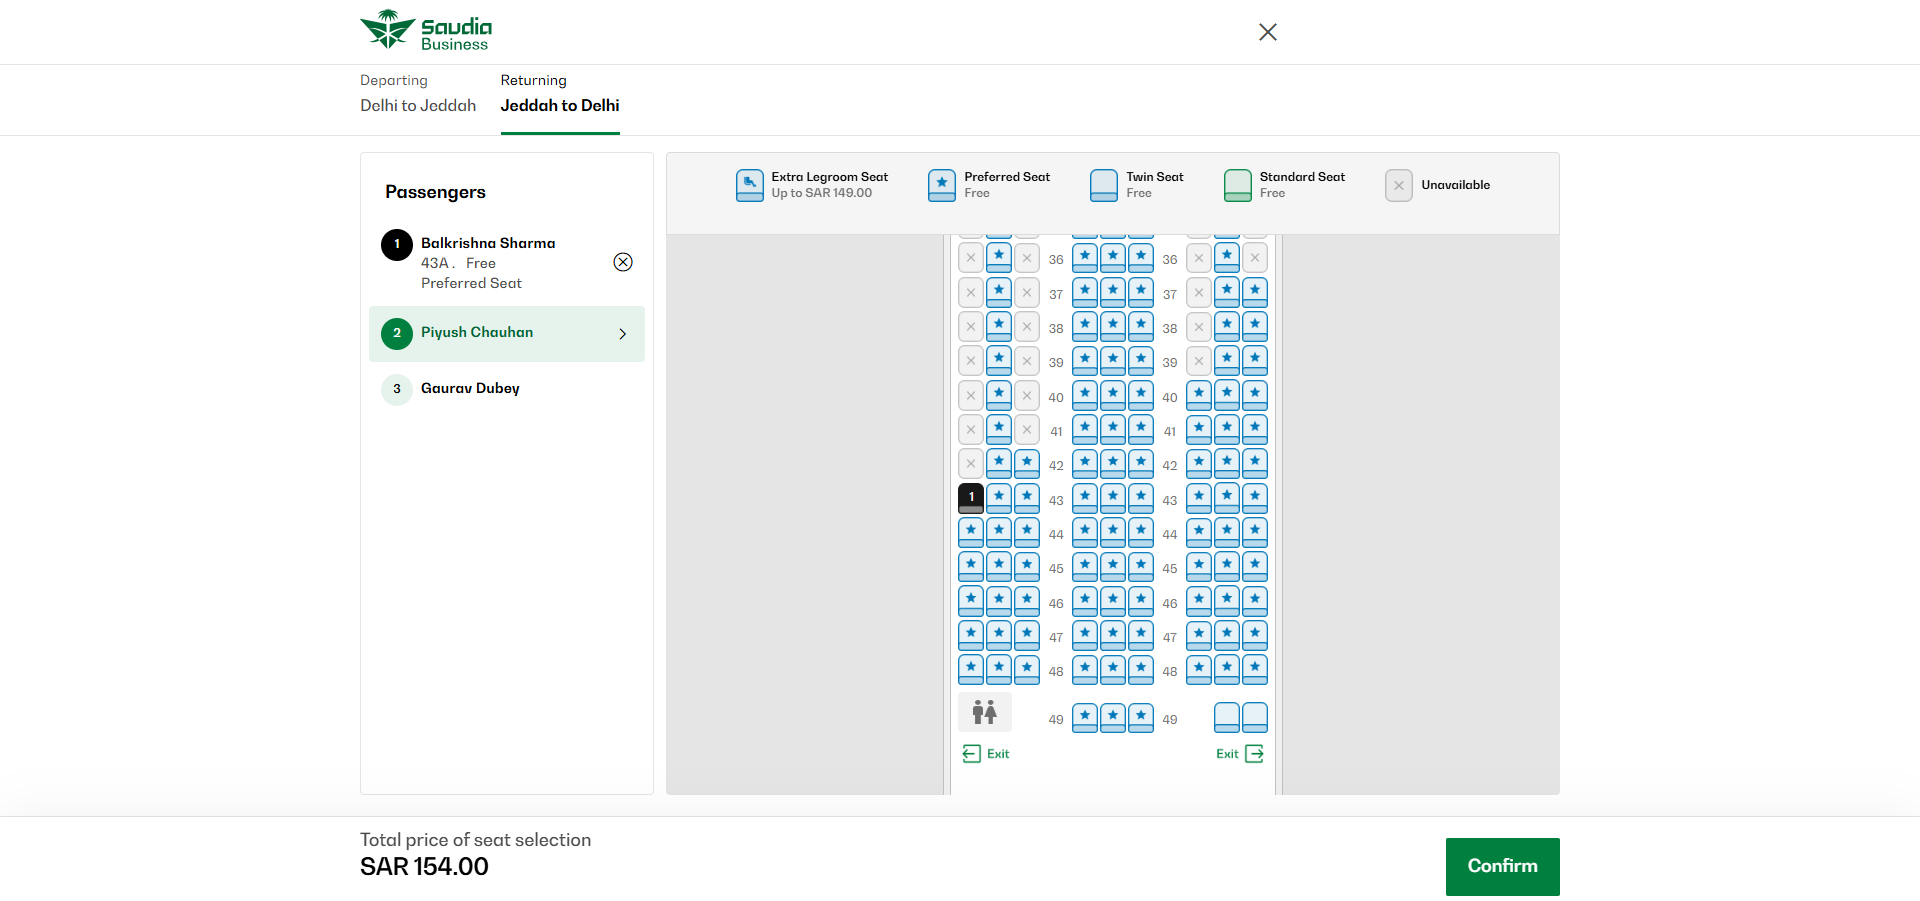 Saudia
Business
Departing
Delhi to Jeddah
Returning
Jeddah to Delhi
Passengers
1
Balkrishna Sharma
43A . Free
Preferred Seat
2
Piyush Chauhan
3
Gaurav Dubey
Extra Legroom Seat
Up to SAR 149.00
Preferred Seat
Free
Twin Seat
Free
Standard Seat
Free
Unavailable
36 36
37 37
38 38
39 39
40 40
41 41
42 42
1 43 43
44 44
45 45
46 46
47 47
48 48
49 49
Exit Exit
Total price of seat selection
SAR 154.00
Confirm